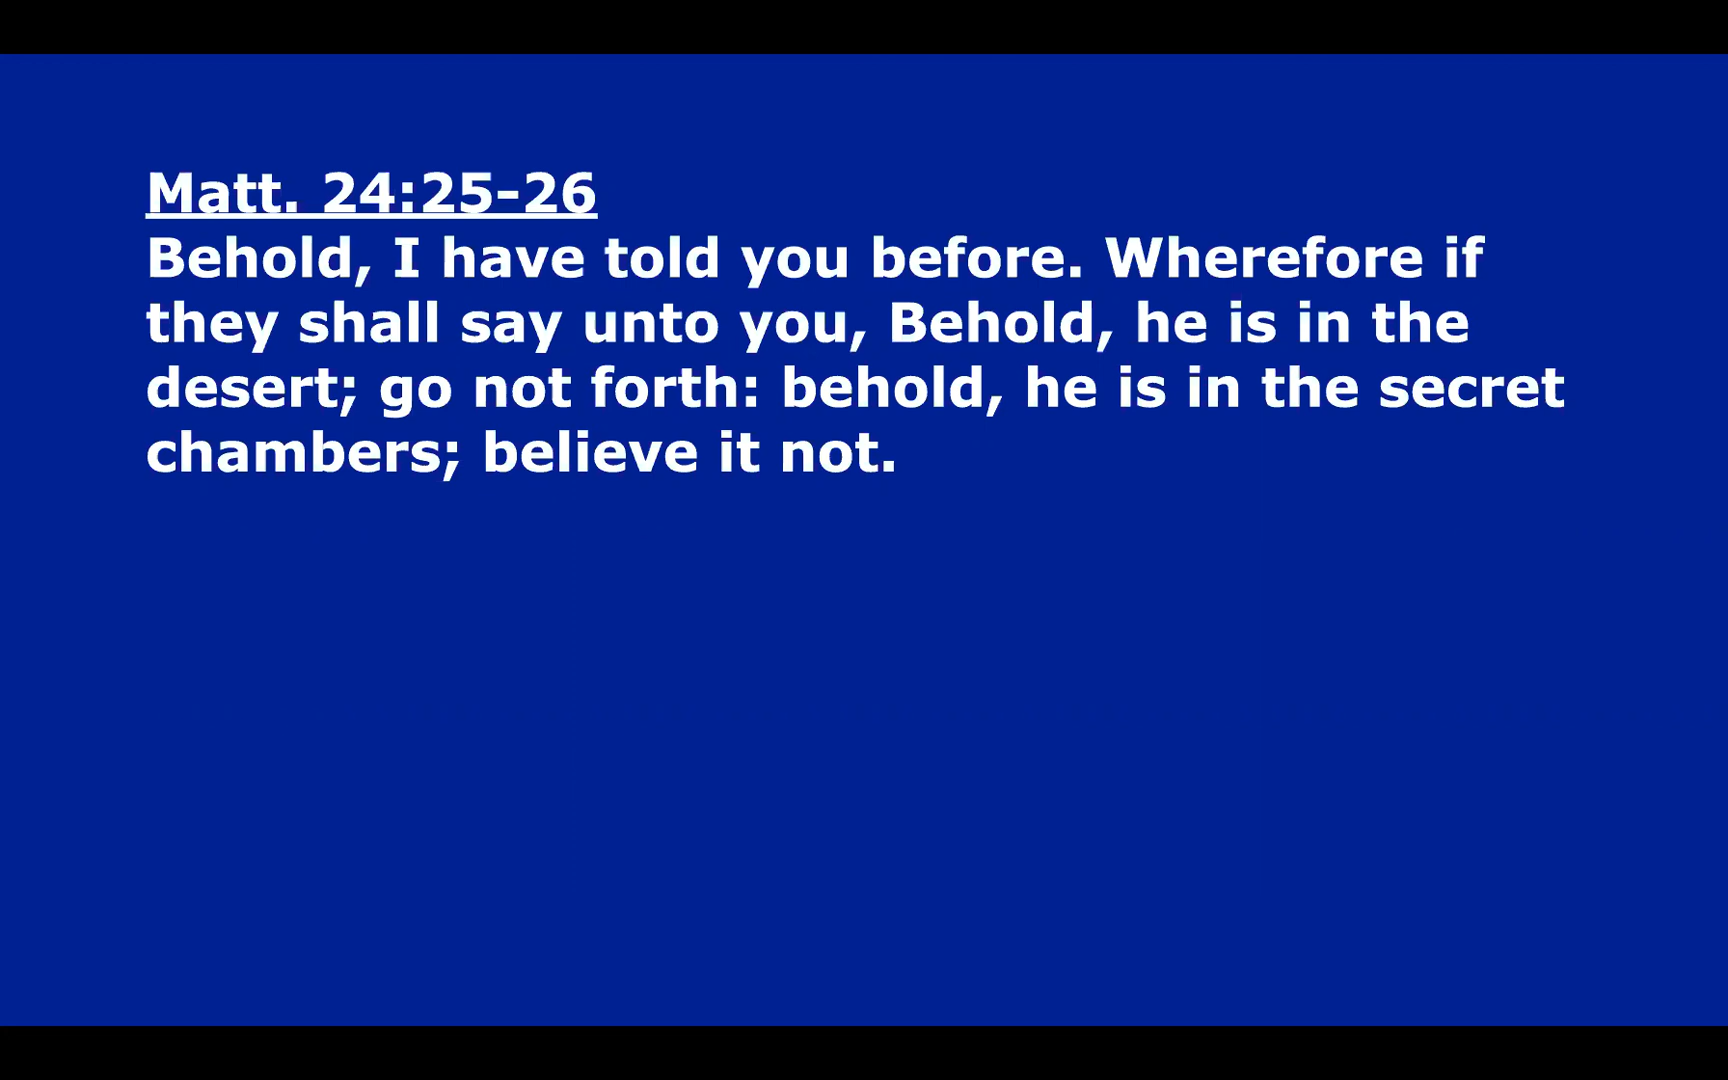 Matt. 24:25-26
Behold, I have told you before. Wherefore if
they shall say unto you, Behold, he is in the
desert; go not forth: behold, he is in the secret
chambers; believe it not.